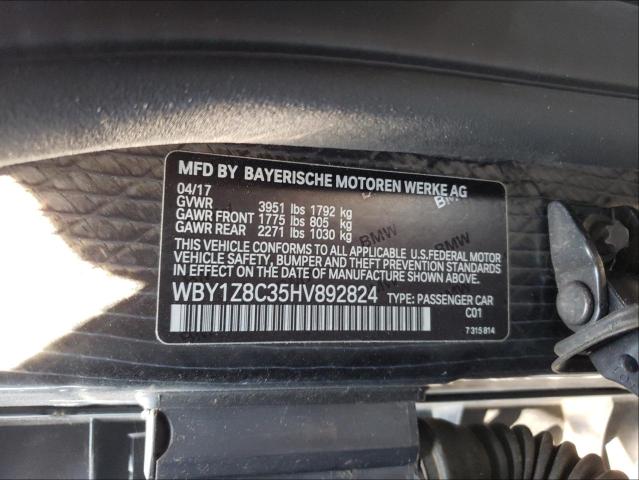 MFD BY BAYERISCHE MOTOREN WERKE AG
04/17
GVWR 3951 lbs 1792 kg
GAWR FRONT 1775 lbs 805 kg
GAWR REAR 2271 lbs 1030 kg
THIS VEHICLE CONFORMS TO ALL APPLICABLE U.S.FEDERAL MOTOR
VEHICLE SAFETY, BUMPER AND THEFT PREVENTION STANDARDS
IN EFFECT ON THE DATE OF MANUFACTURE SHOWN ABOVE.
WBY1Z8C35HV892824 TYPE: PASSENGER CAR
C01
7 315 814
BMW
BMW